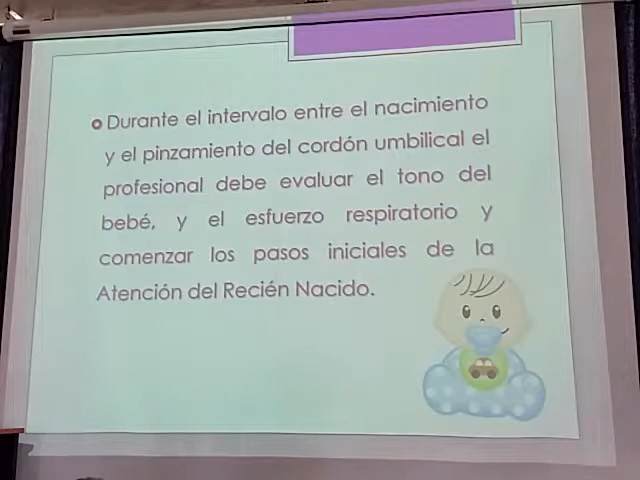 Durante el intervalo entre el nacimiento
y el pinzamiento del cordón umbilical el
profesional debe evaluar el tono del
bebé, y el esfuerzo respiratorio y
comenzar los pasos iniciales de la
Atención del Recién Nacido.